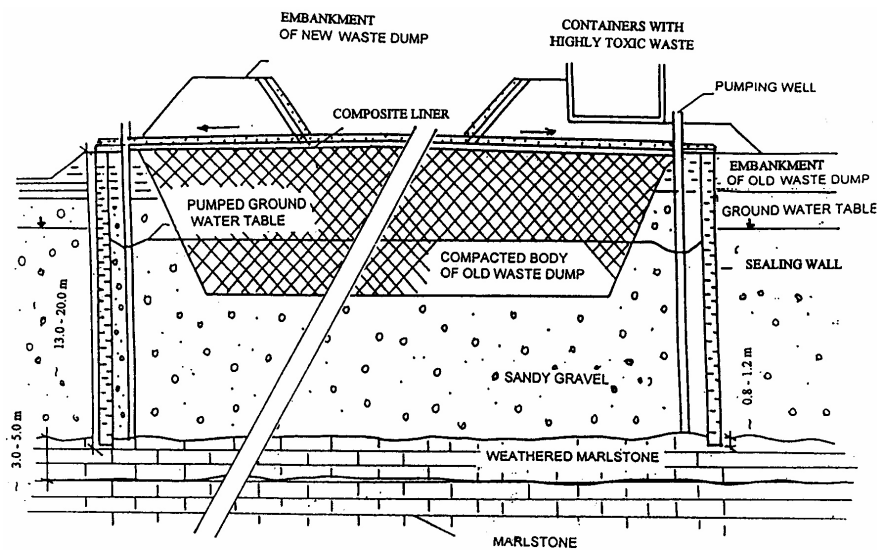 EMBANKMENT
OF NEW WASTE DUMP
CONTAINERS WITH
HIGHLY TOXIC WASTE
PUMPING WELL
COMPOSITE LINER
EMBANKMENT
OF OLD WASTE DUMP
PUMPED GROUND
WATER TABLE
GROUND WATER TABLE
COMPACTED BODY
OF OLD WASTE DUMP
SEALING WALL
~ 13.0 - 20.0 m
SANDY GRAVEL
~ 0.8 - 1.2 m
~ 3.0 - 5.0 m
WEATHERED MARLSTONE
MARLSTONE